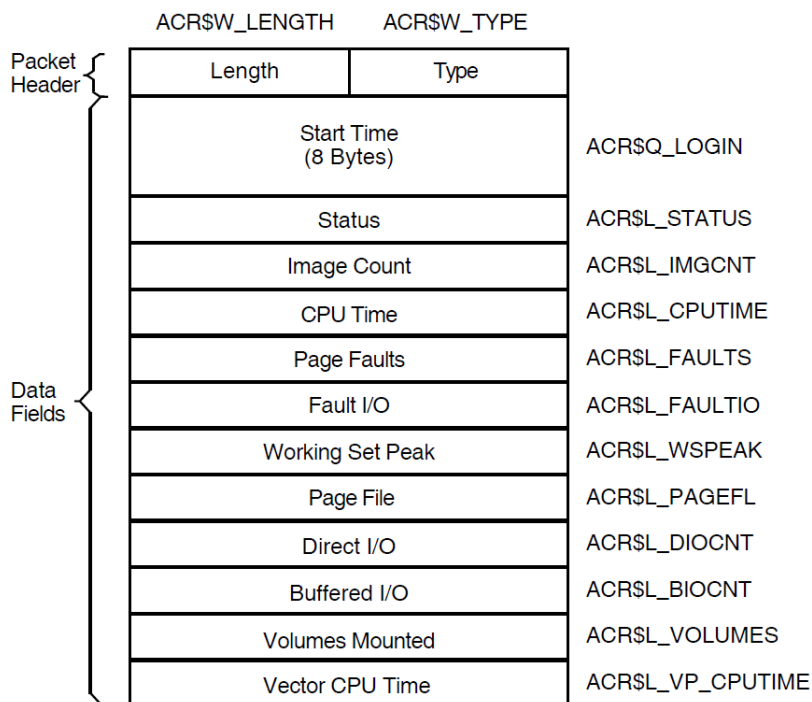 ACR$W_LENGTH ACR$W_TYPE
Packet
Header
Length Type
Start Time
(8 Bytes)
ACR$Q_LOGIN
Status ACR$L_STATUS
Image Count ACR$L_IMGCNT
CPU Time ACR$L_CPUTIME
Page Faults ACR$L_FAULTS
Data
Fields
Fault I/O ACR$L_FAULTIO
Working Set Peak ACR$L_WSPEAK
Page File ACR$L_PAGEFL
Direct I/O ACR$L_DIOCNT
Buffered I/O ACR$L_BIOCNT
Volumes Mounted ACR$L_VOLUMES
Vector CPU Time ACR$L_VP_CPUTIME